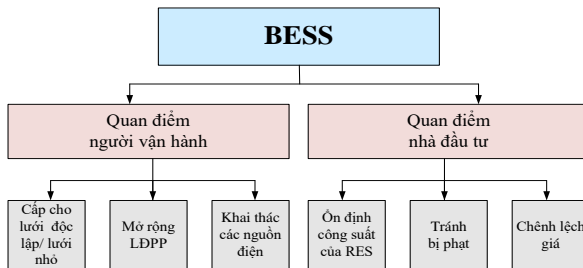 BESS
Quan điểm
người vận hành
Quan điểm
nhà đầu tư
Cấp cho
lưới độc
lập/ lưới
nhỏ
Mở rộng
LĐPP
Khai thác
các nguồn
điện
Ổn định
công suất
của RES
Tránh
bị phạt
Chênh lệch
giá